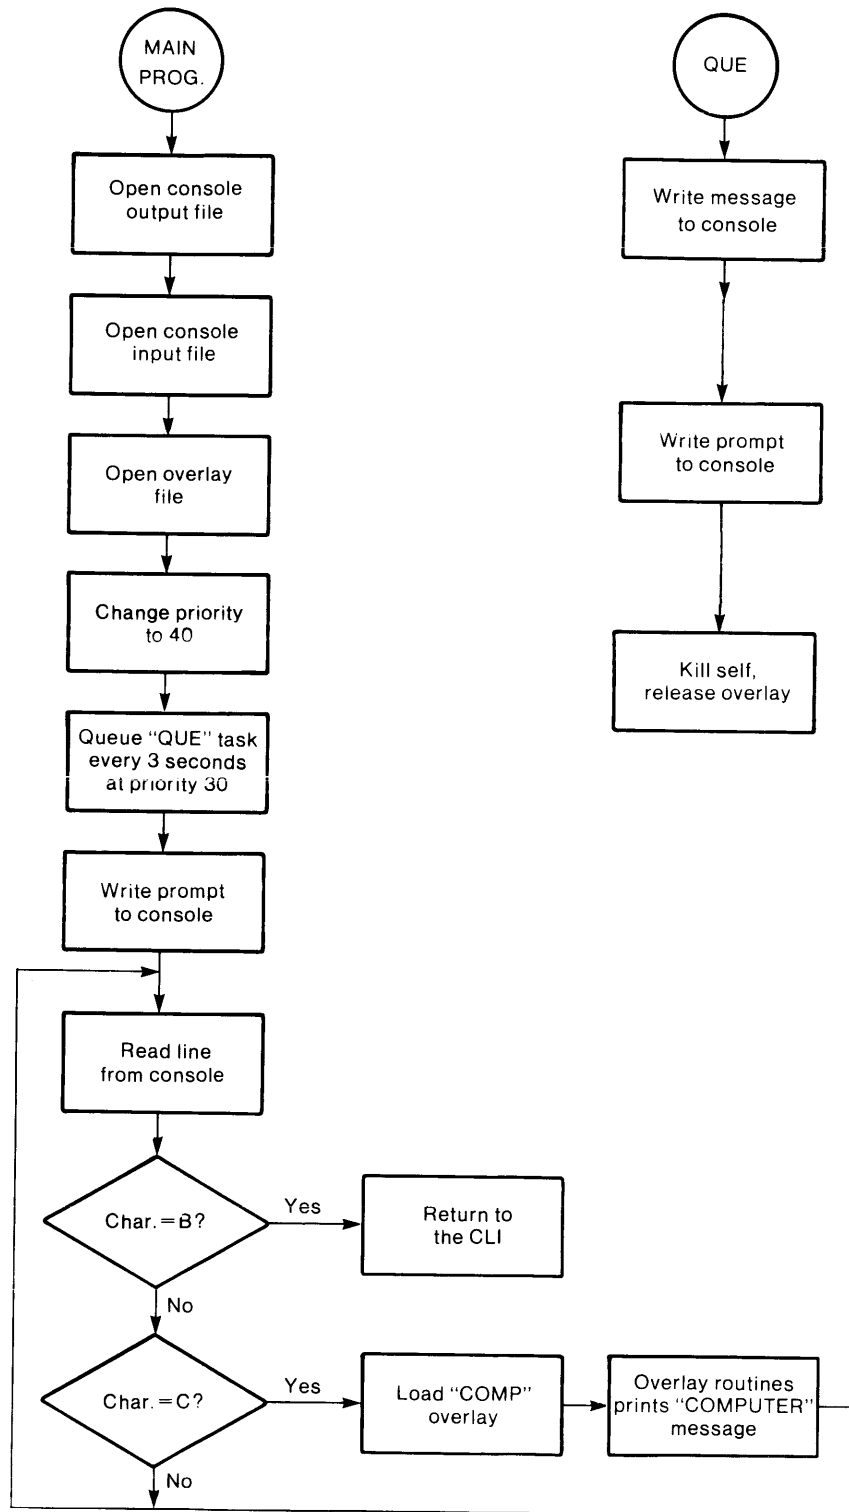 MAIN
PROG.
Open console
output file
Open console
input file
Open overlay
file
Change priority
to 40
Queue "QUE" task
every 3 seconds
at priority 30
Write prompt
to console
Read line
from console
Char. = B?
Yes
Return to
the CLI
No
Char. = C?
Yes
Load "COMP"
overlay
Overlay routines
prints "COMPUTER"
message
No
QUE
Write message
to console
Write prompt
to console
Kill self,
release overlay